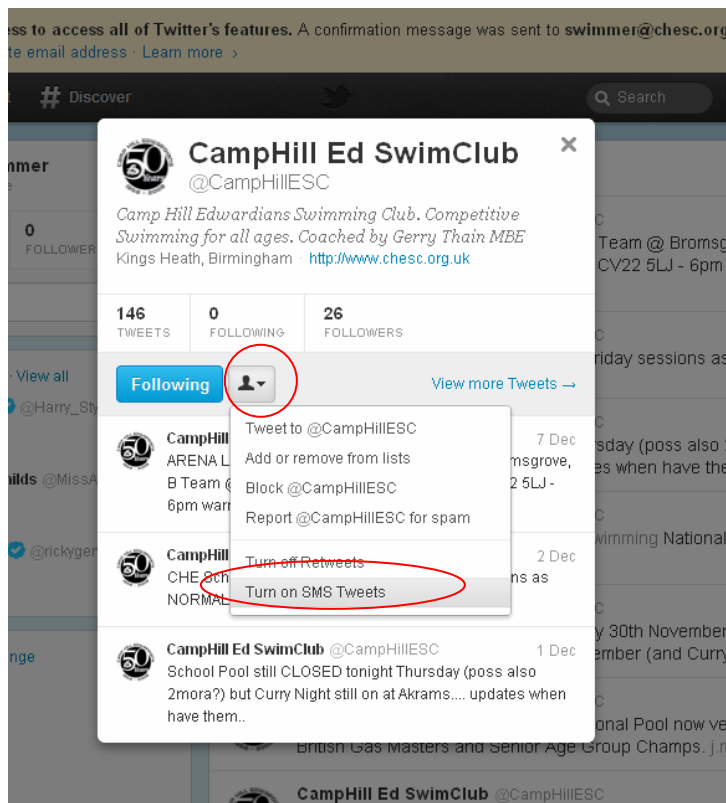 ss to access all of Twitter's features. A confirmation message was sent to swimmer@chesc.org
te email address · Learn more ›
# Discover
Search
mmer
CampHill Ed SwimClub
@CampHillESC
Camp Hill Edwardians Swimming Club. Competitive
Swimming for all ages. Coached by Gerry Thain MBE
Kings Heath, Birmingham · http://www.chesc.org.uk
50
Years
0
FOLLOWER
146
TWEETS
0
FOLLOWING
26
FOLLOWERS
Following
View more Tweets →
Tweet to @CampHillESC
Add or remove from lists
Block @CampHillESC
Report @CampHillESC for spam
Turn off Retweets
Turn on SMS Tweets
CampHill
7 Dec
ARENA L
msgrove,
B Team @
2 5LJ -
6pm warr
CampHill
2 Dec
CHE Sch
ns as
NORMAL
CampHill Ed SwimClub @CampHillESC
1 Dec
School Pool still CLOSED tonight Thursday (poss also
2mora?) but Curry Night still on at Akrams.... updates when
have them..
· View all
@Harry_Sty
hilds @MissA
@rickyger
nge
Team @ Bromsg
CV22 5LJ - 6pm
riday sessions as
sday (poss also
es when have the
wimming National
y 30th November
ember (and Curry
onal Pool now ve
British Gas Masters and Senior Age Group Champs. j.m
CampHill Ed SwimClub @CampHillESC